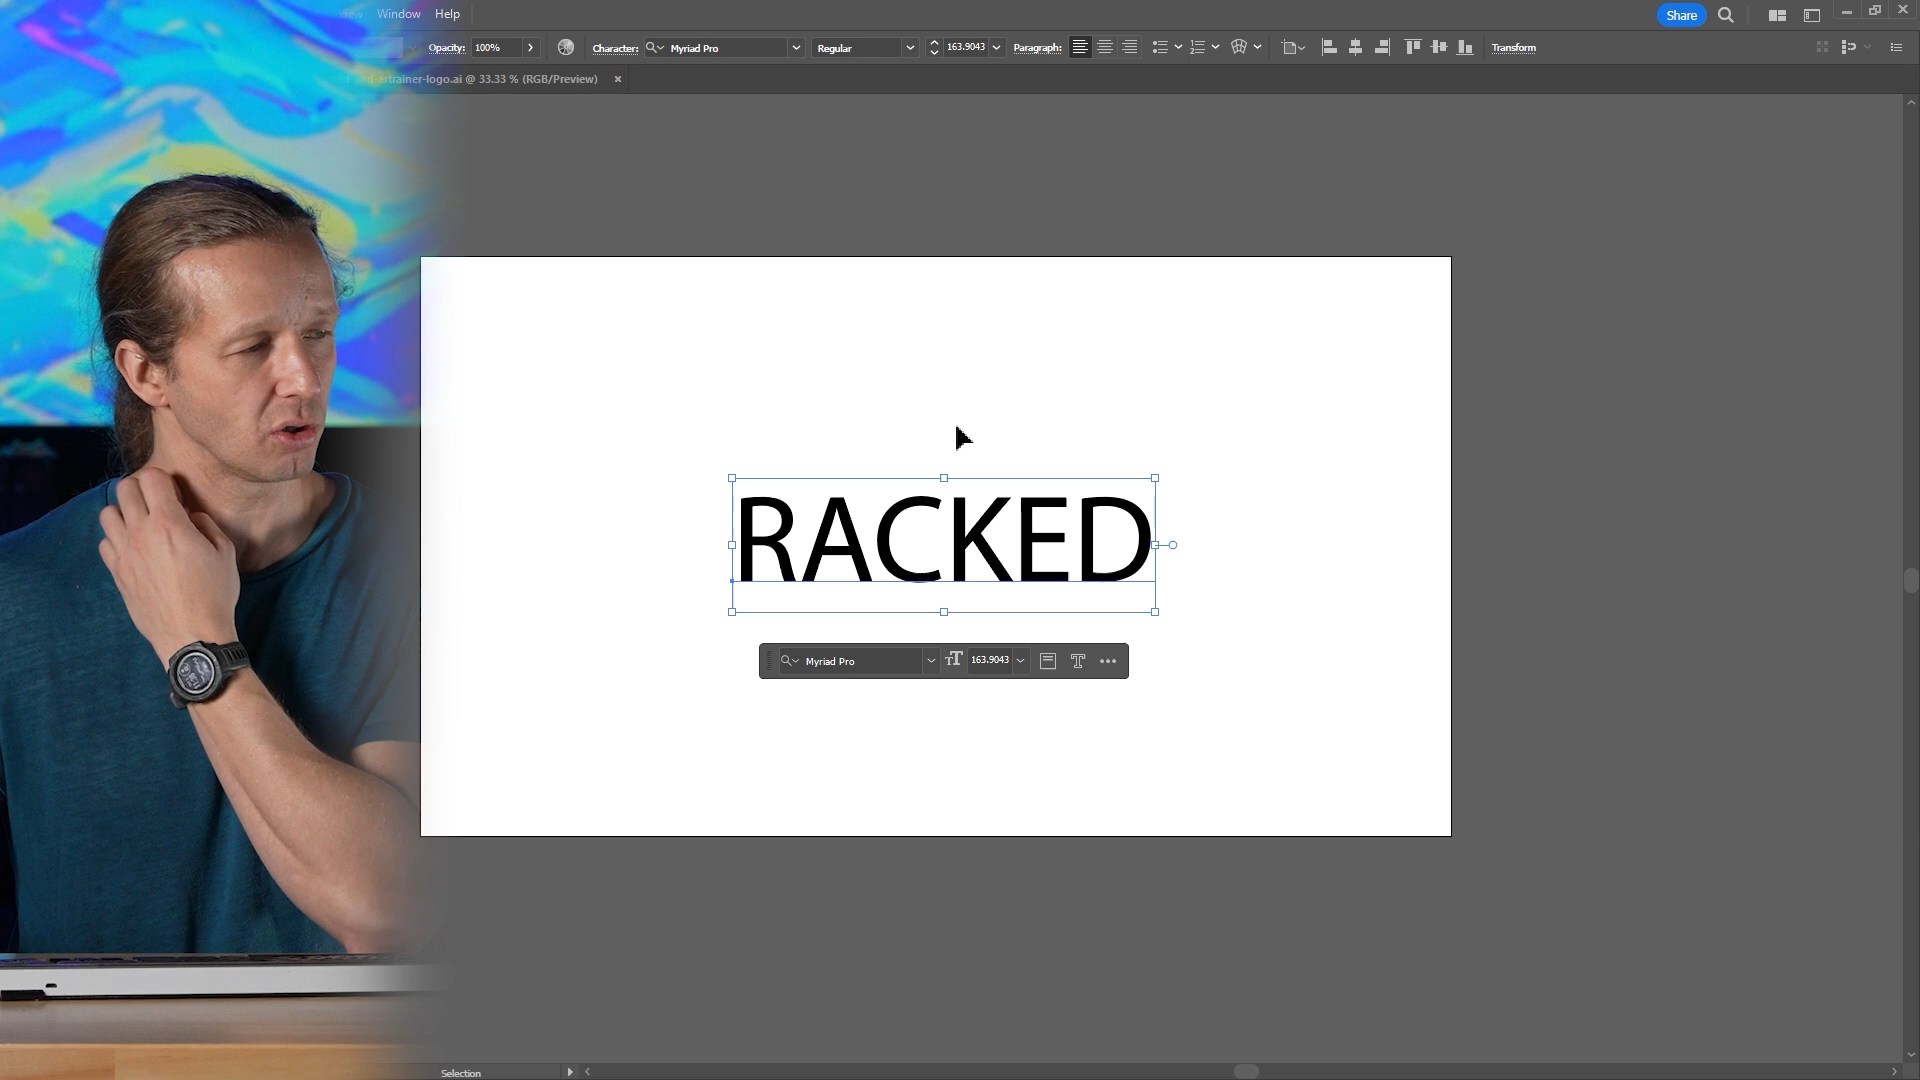 View Window Help
Share
Opacity: 100% Character: Myriad Pro Regular 163.9043 Paragraph: Transform
artrainer-logo.ai @ 33.33 % (RGB/Preview) ×
RACKED
Myriad Pro 163.9043
Selection